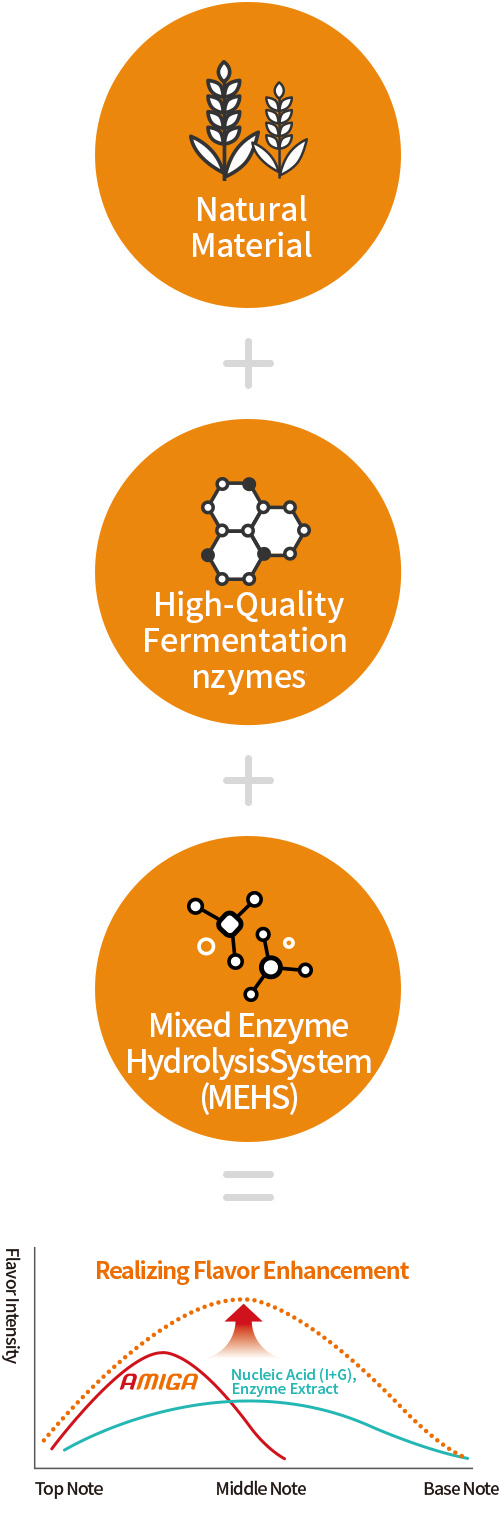 Natural
Material
High-Quality
Fermentation
nzymes
Mixed Enzyme
HydrolysisSystem
(MEHS)
Flavor Intensity
Realizing Flavor Enhancement
AMIGA
Nucleic Acid (I+G),
Enzyme Extract
Top Note
Middle Note
Base Note